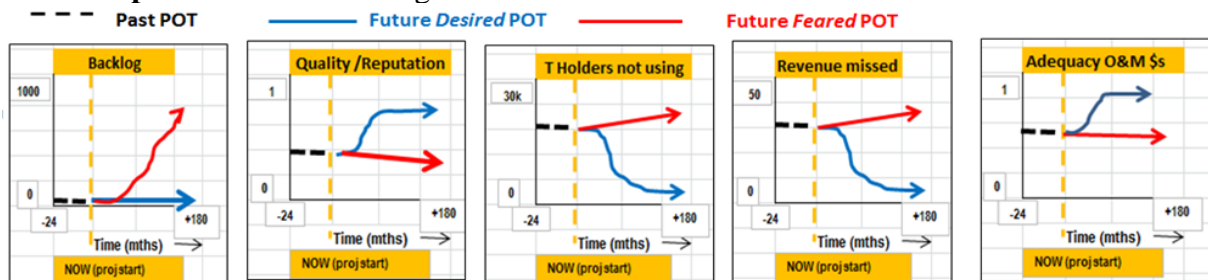 Past POT
Future Desired POT
Future Feared POT
Backlog
1000
0
-24
+180
Time (mths)
NOW (projstart)
Quality /Reputation
1
0
-24
+180
Time (mths)
NOW (projstart)
T Holders not using
30k
0
-24
+180
Time (mths)
NOW (projstart)
Revenue missed
50
0
-24
+180
Time (mths)
NOW (projstart)
Adequacy O&M $s
1
0
-24
+180
Time (mths)
NOW (projstart)